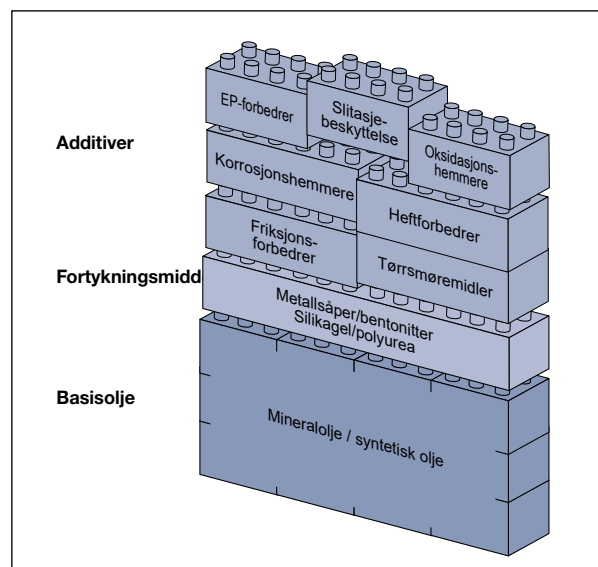 EP-forbedrer
Slitasje-
beskyttelse
Oksidasjons-
hemmere
Additiver
Korrosjonshemmere
Heftforbedrer
Friksjons-
forbedrer
Tørrsmøremidler
Fortykningsmidd
Metallsåper/bentonitter
Silikagel/polyurea
Basisolje
Mineralolje / syntetisk olje